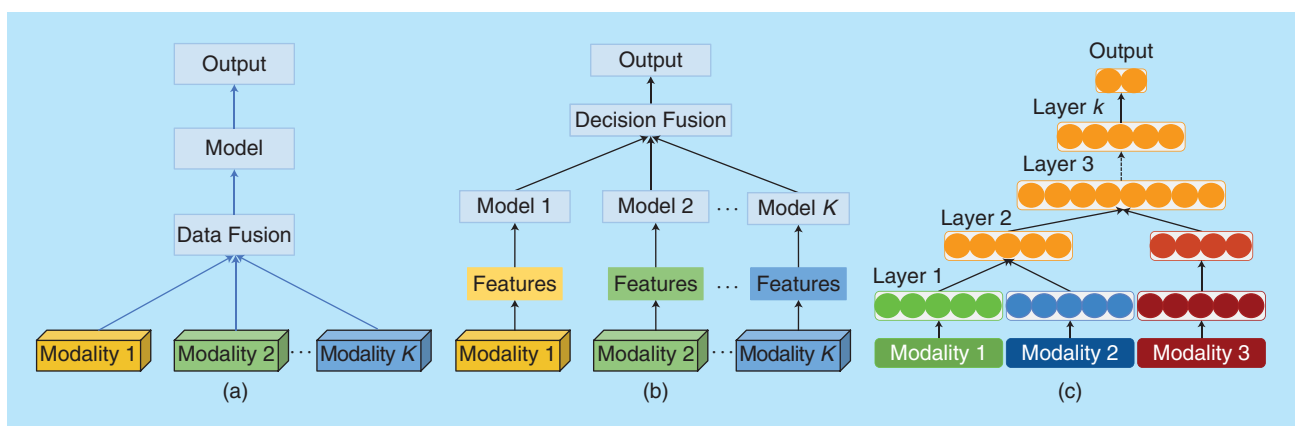 Output
Model
Data Fusion
Modality 1
Modality 2
...
Modality K
(a)
Output
Decision Fusion
Model 1
Model 2
...
Model K
Features
Features
...
Features
Modality 1
Modality 2
...
Modality K
(b)
Output
Layer k
Layer 3
Layer 2
Layer 1
Modality 1
Modality 2
Modality 3
(c)